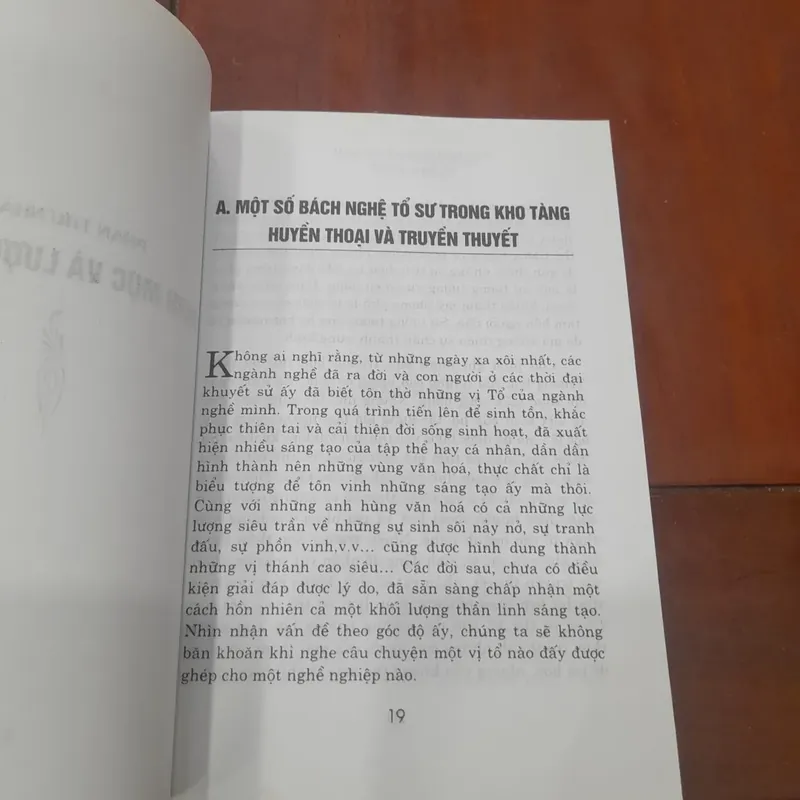 A. MỘT SỐ BÁCH NGHỆ TỔ SƯ TRONG KHO TÀNG
HUYỀN THOẠI VÀ TRUYỀN THUYẾT
Không ai nghĩ rằng, từ những ngày xa xôi nhất, các
ngành nghề đã ra đời và con người ở các thời đại
khuyết sử ấy đã biết tôn thờ những vị Tổ của ngành
nghề mình. Trong quá trình tiến lên để sinh tồn, khắc
phục thiên tai và cải thiện đời sống sinh hoạt, đã xuất
hiện nhiều sáng tạo của tập thể hay cá nhân, dần dần
hình thành nên những vùng văn hoá, thực chất chỉ là
biểu tượng để tôn vinh những sáng tạo ấy mà thôi.
Cùng với những anh hùng văn hoá có cả những lực
lượng siêu trần về những sự sinh sôi nảy nở, sự tranh
đấu, sự phồn vinh,v.v... cũng được hình dung thành
những vị thánh cao siêu... Các đời sau, chưa có điều
kiện giải đáp được lý do, đã sẵn sàng chấp nhận một
cách hồn nhiên cả một khối lượng thần linh sáng tạo.
Nhìn nhận vấn đề theo góc độ ấy, chúng ta sẽ không
băn khoăn khi nghe câu chuyện một vị tổ nào đấy được
ghép cho một nghề nghiệp nào.
19